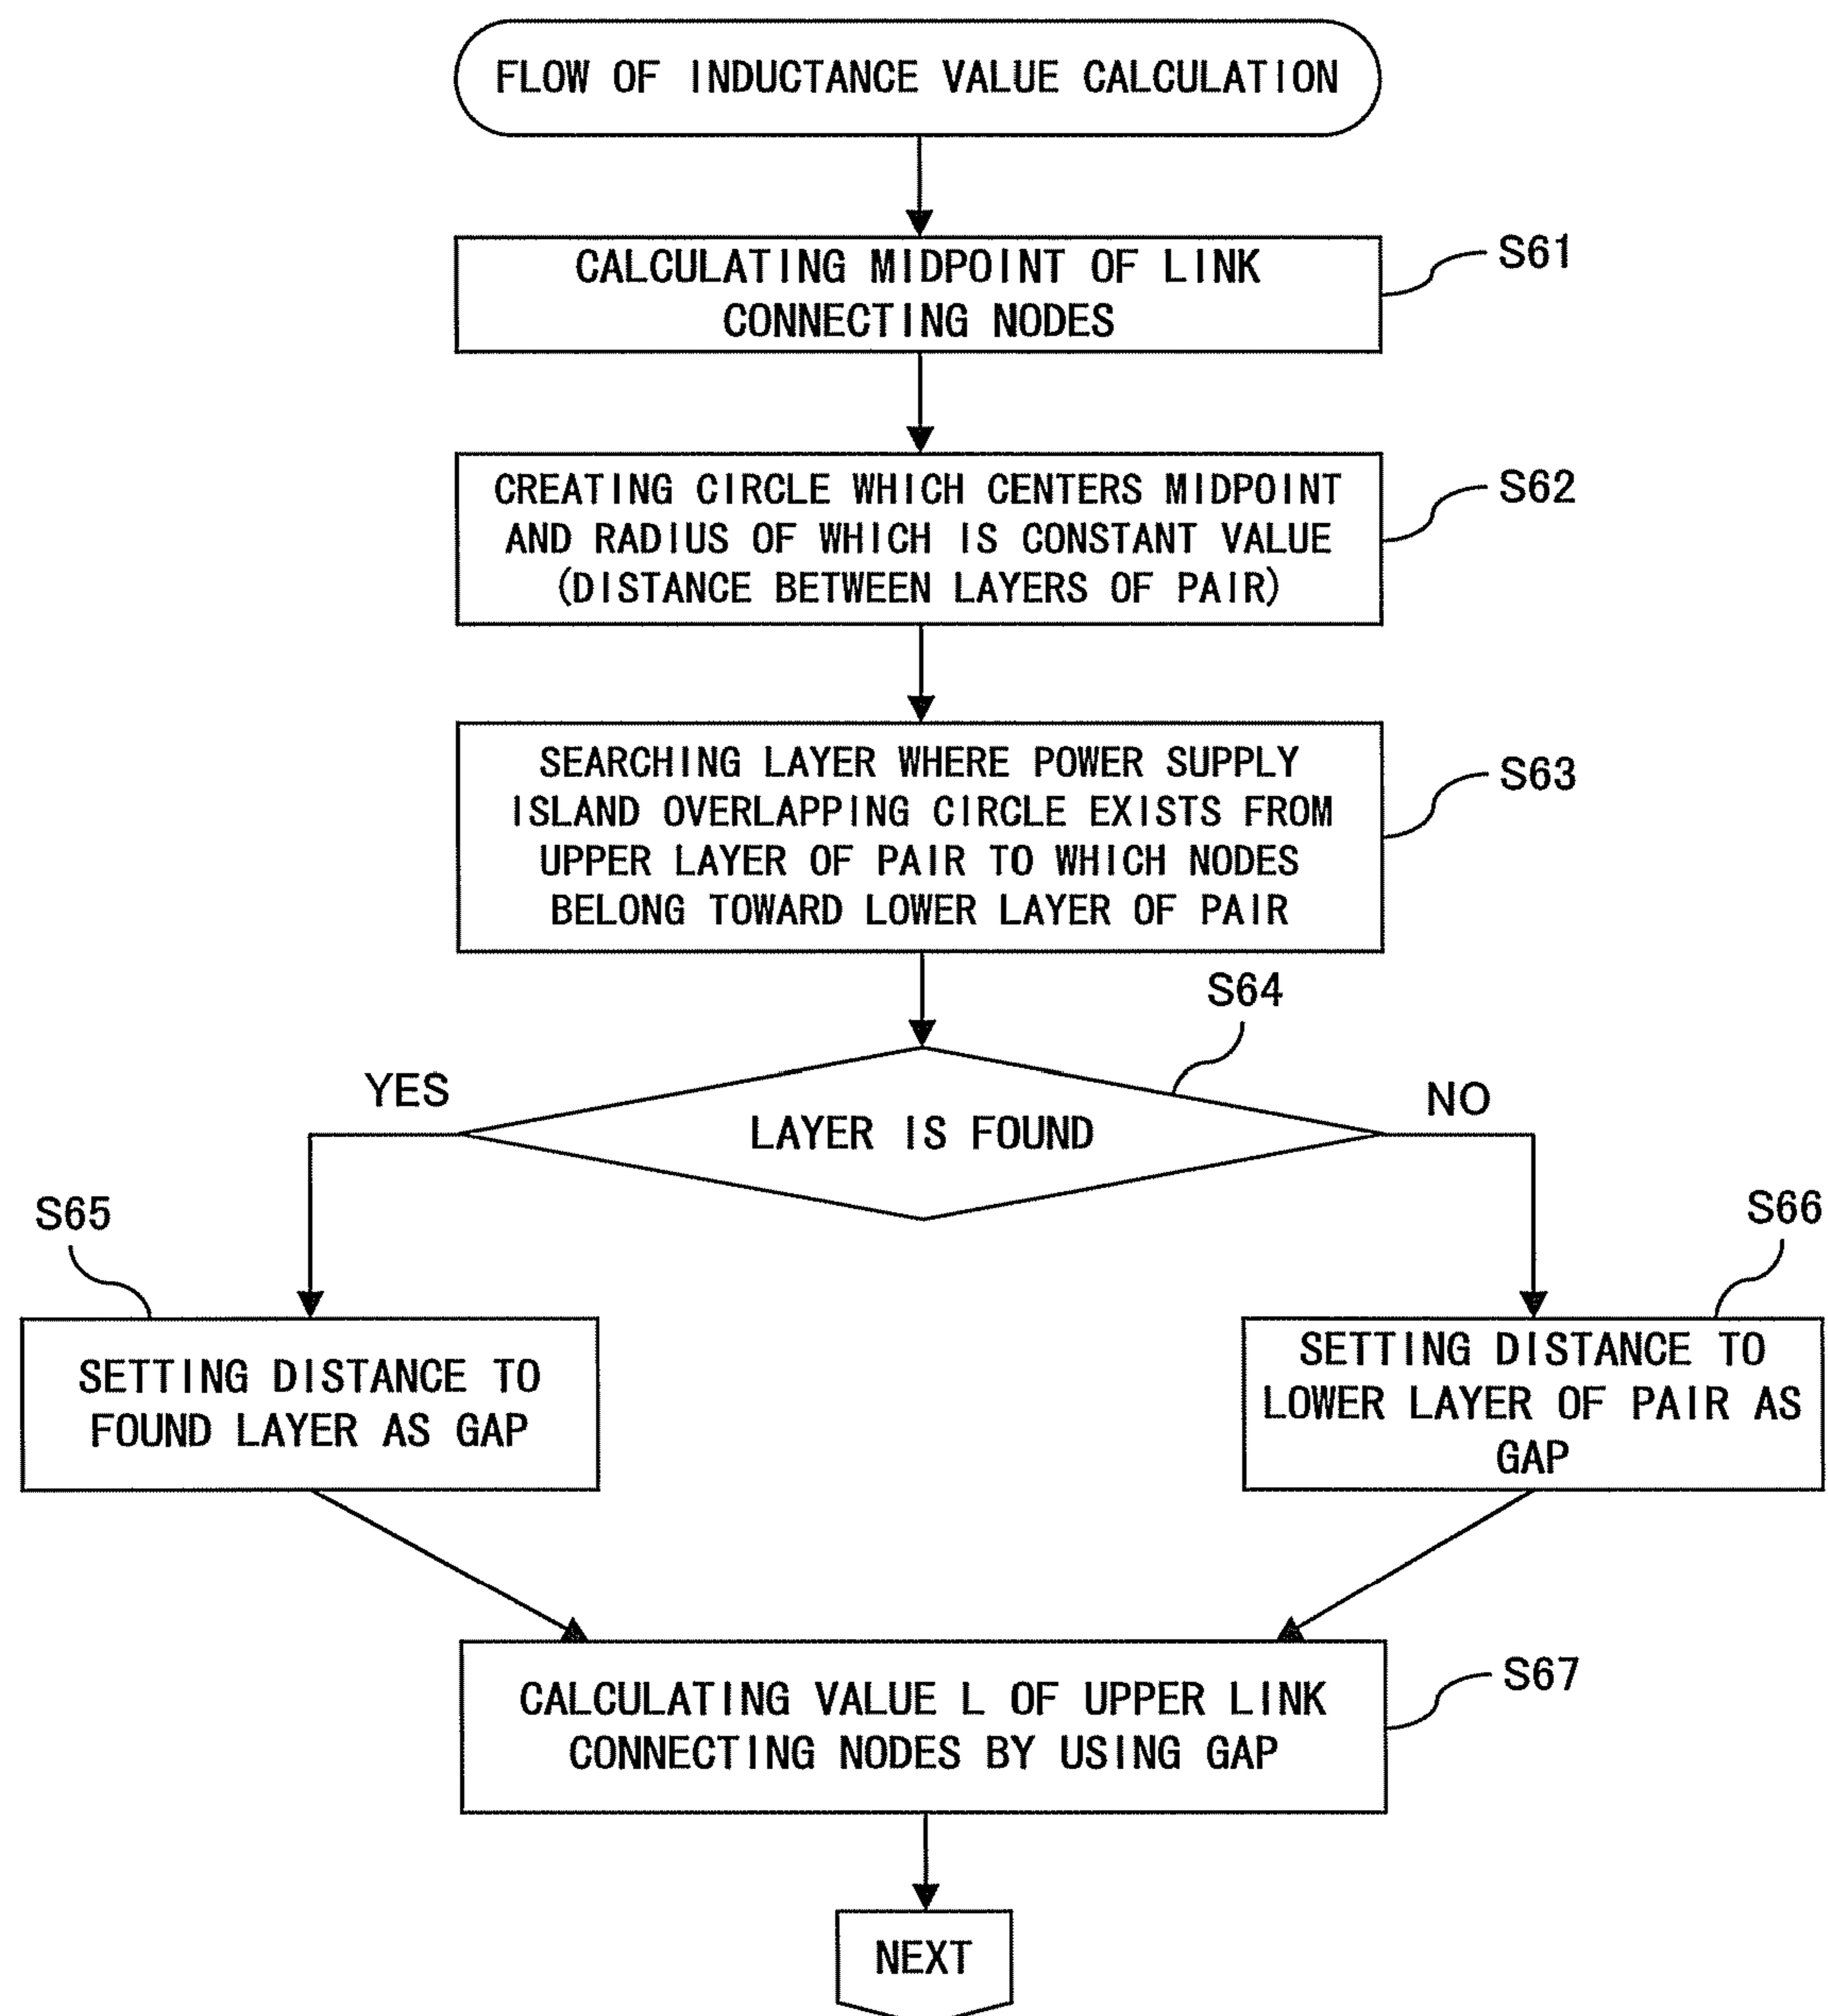 FLOW OF INDUCTANCE VALUE CALCULATION
CALCULATING MIDPOINT OF LINK
CONNECTING NODES
S61
CREATING CIRCLE WHICH CENTERS MIDPOINT
AND RADIUS OF WHICH IS CONSTANT VALUE
(DISTANCE BETWEEN LAYERS OF PAIR)
S62
SEARCHING LAYER WHERE POWER SUPPLY
ISLAND OVERLAPPING CIRCLE EXISTS FROM
UPPER LAYER OF PAIR TO WHICH NODES
BELONG TOWARD LOWER LAYER OF PAIR
S63
S64
YES
LAYER IS FOUND
NO
S65
SETTING DISTANCE TO
FOUND LAYER AS GAP
S66
SETTING DISTANCE TO
LOWER LAYER OF PAIR AS
GAP
CALCULATING VALUE L OF UPPER LINK
CONNECTING NODES BY USING GAP
S67
NEXT